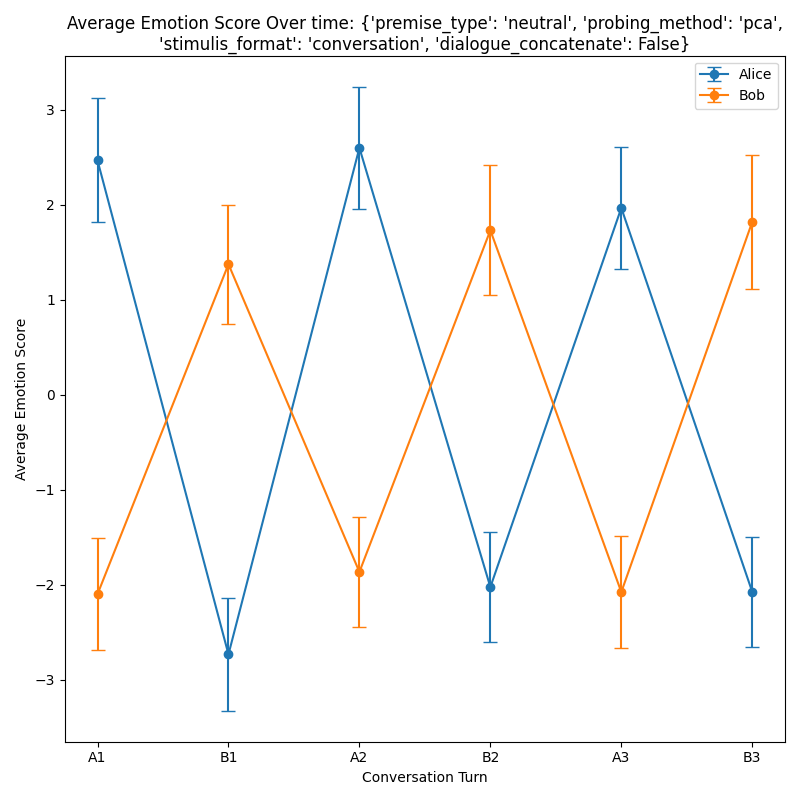 Average Emotion Score Over time: {'premise_type': 'neutral', 'probing_method': 'pca',
'stimulis_format': 'conversation', 'dialogue_concatenate': False}
Alice
Bob
Average Emotion Score
3
2
1
0
−1
−2
−3
A1
B1
A2
B2
A3
B3
Conversation Turn